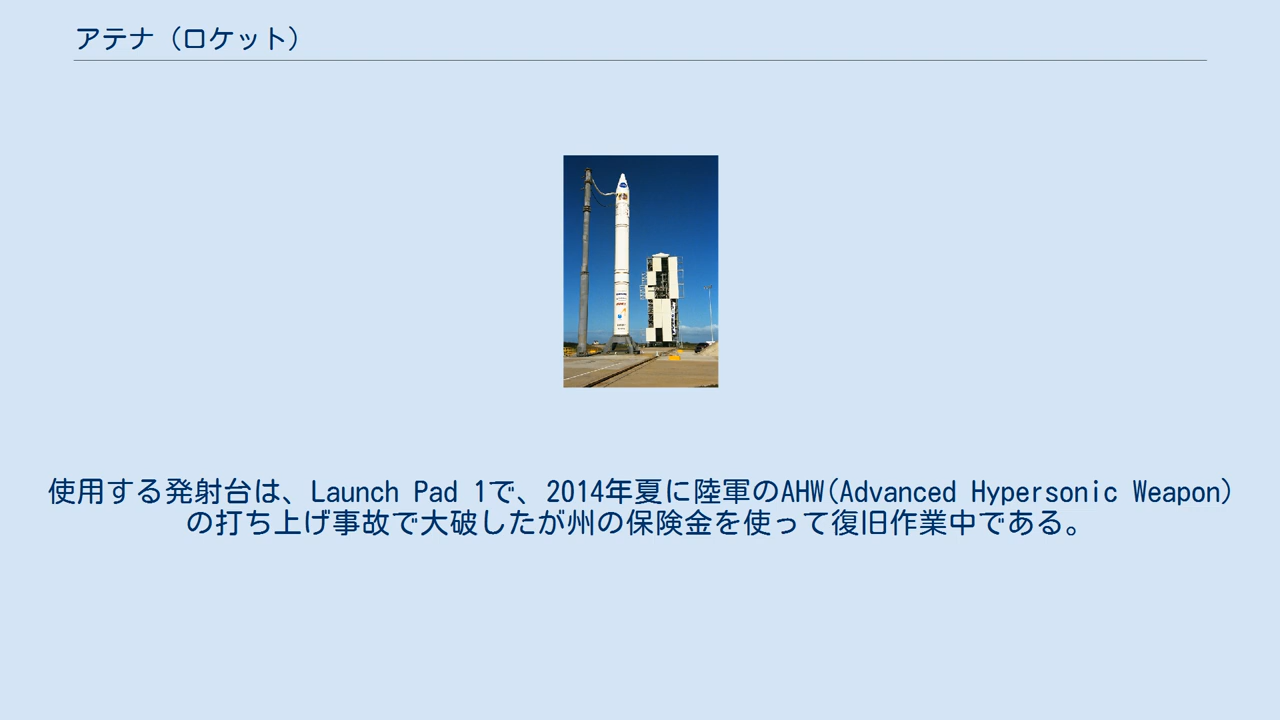 アテナ（ロケット）
使用する発射台は、Launch Pad 1で、2014年夏に陸軍のAHW(Advanced Hypersonic Weapon)
の打ち上げ事故で大破したが州の保険金を使って復旧作業中である。